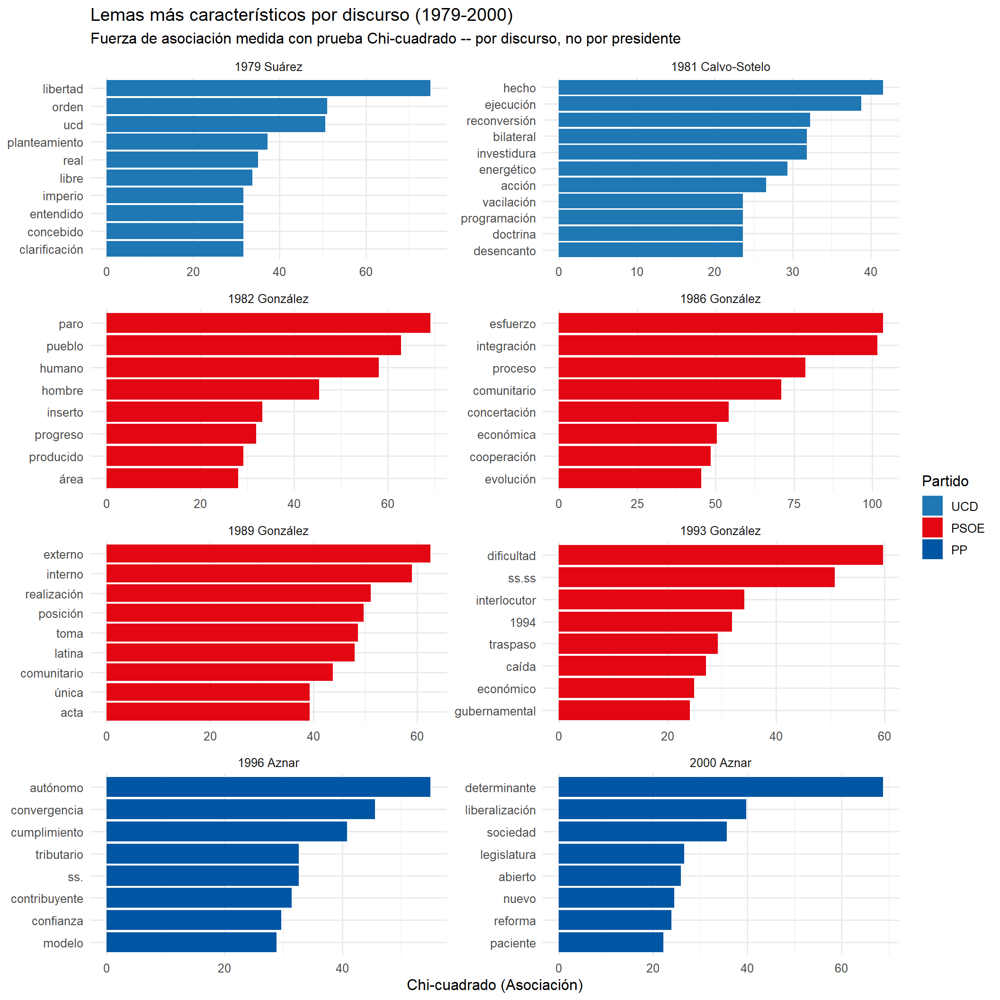 Lemas más característicos por discurso (1979-2000)
Fuerza de asociación medida con prueba Chi-cuadrado -- por discurso, no por presidente
1979 Suárez
libertad
orden
ucd
planteamiento
real
libre
imperio
entendido
concebido
clarificación
0 20 40 60
1981 Calvo-Sotelo
hecho
ejecución
reconversión
bilateral
investidura
energético
acción
vacilación
programación
doctrina
desencanto
0 10 20 30 40
1982 González
paro
pueblo
humano
hombre
inserto
progreso
producido
área
0 20 40 60
1986 González
esfuerzo
integración
proceso
comunitario
concertación
económica
cooperación
evolución
0 25 50 75 100
1989 González
externo
interno
realización
posición
toma
latina
comunitario
única
acta
0 20 40 60
1993 González
dificultad
ss.ss
interlocutor
1994
traspaso
caída
económico
gubernamental
0 20 40 60
1996 Aznar
autónomo
convergencia
cumplimiento
tributario
ss.
contribuyente
confianza
modelo
0 20 40
2000 Aznar
determinante
liberalización
sociedad
legislatura
abierto
nuevo
reforma
paciente
0 20 40 60
Chi-cuadrado (Asociación)
Partido
UCD
PSOE
PP